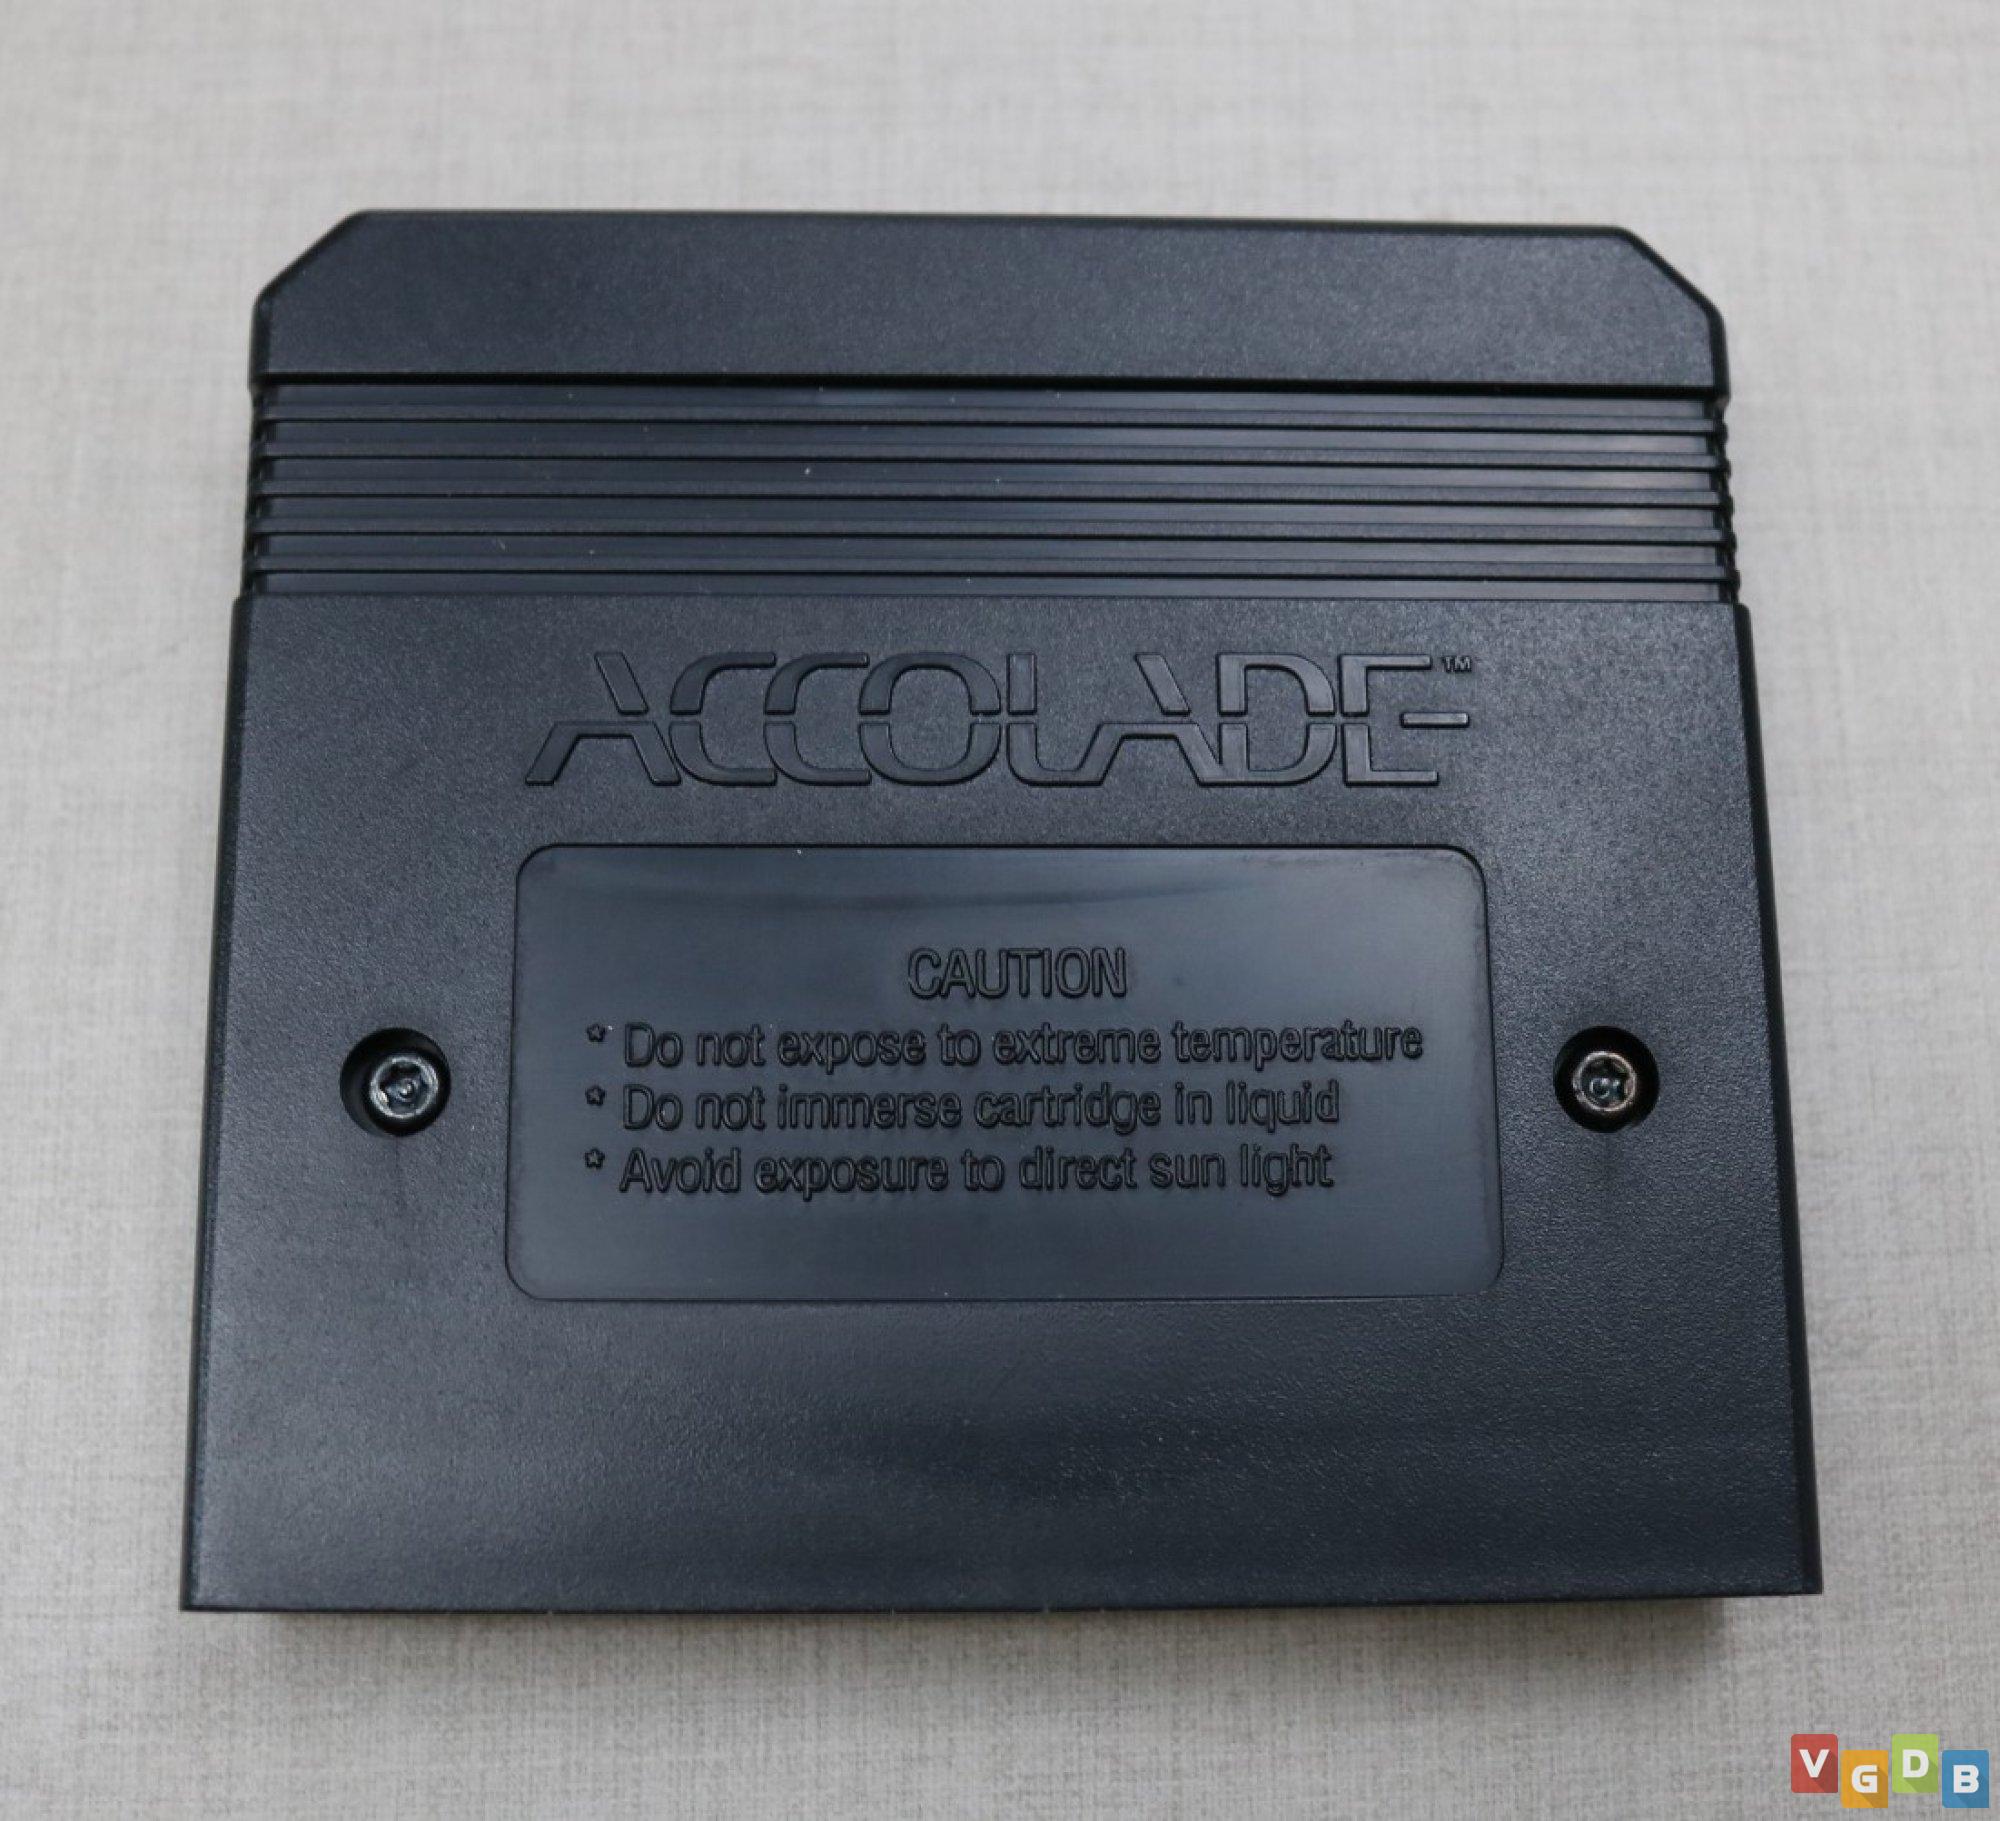 ACCOLADE™
CAUTION
* Do not expose to extreme temperature
* Do not immerse cartridge in liquid
* Avoid exposure to direct sun light
VGDB